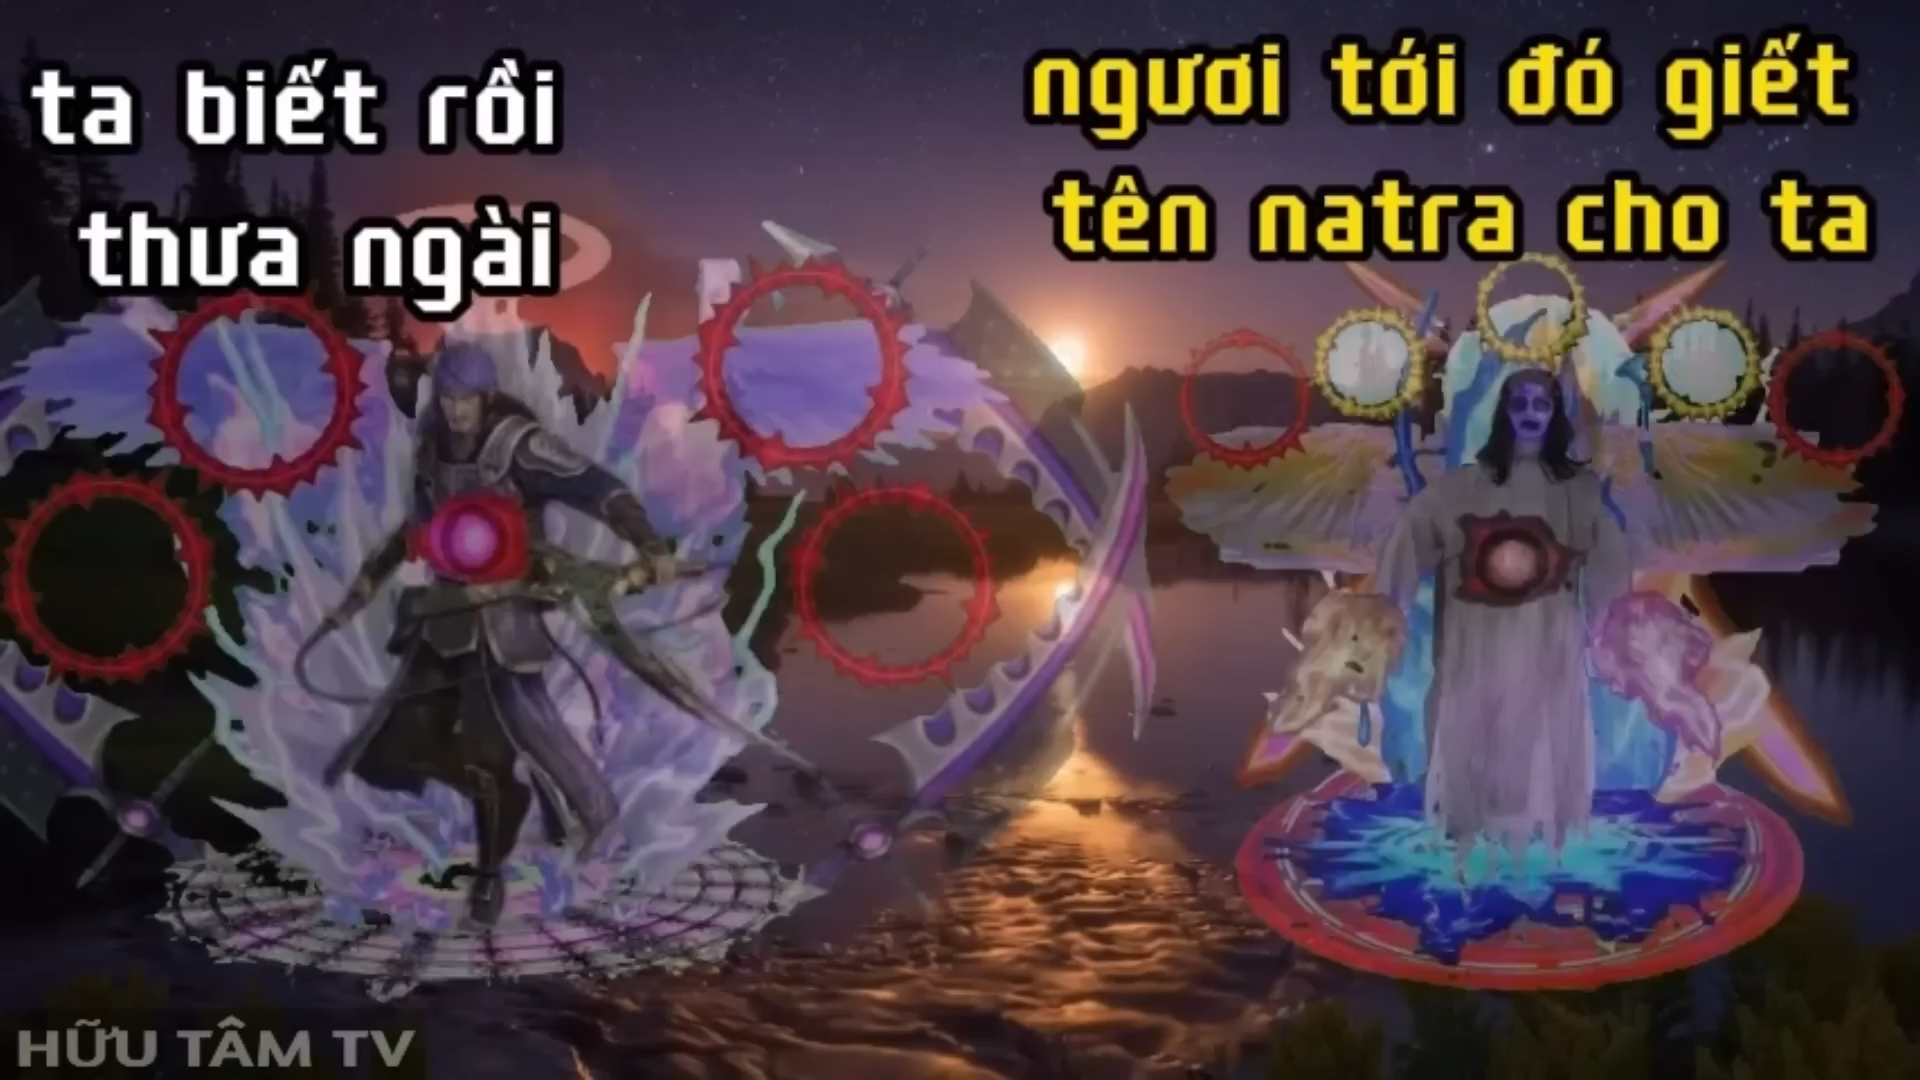 ta biết rồi
thưa ngài
ngươi tới đó giết
tên natra cho ta
HỮU TÂM TV